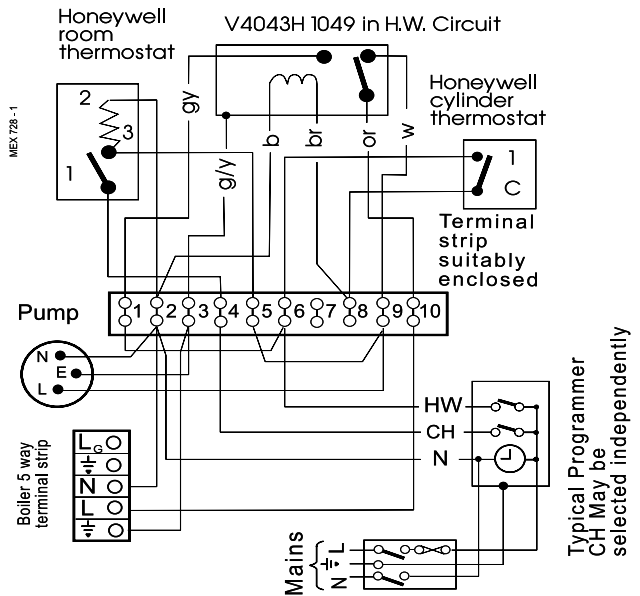 Honeywell
room
thermostat
V4043H 1049 in H.W. Circuit
Honeywell
cylinder
thermostat
MEX 728 - 1
2
3
1
gy
g/y
b
br
or
w
1
C
Terminal
strip
suitably
enclosed
1 2 3 4 5 6 7 8 9 10
Pump
N
E
L
HW
CH
N
Boiler 5 way
terminal strip
LG
N
L
Mains
L
N
Typical Programmer
CH May be
selected independently